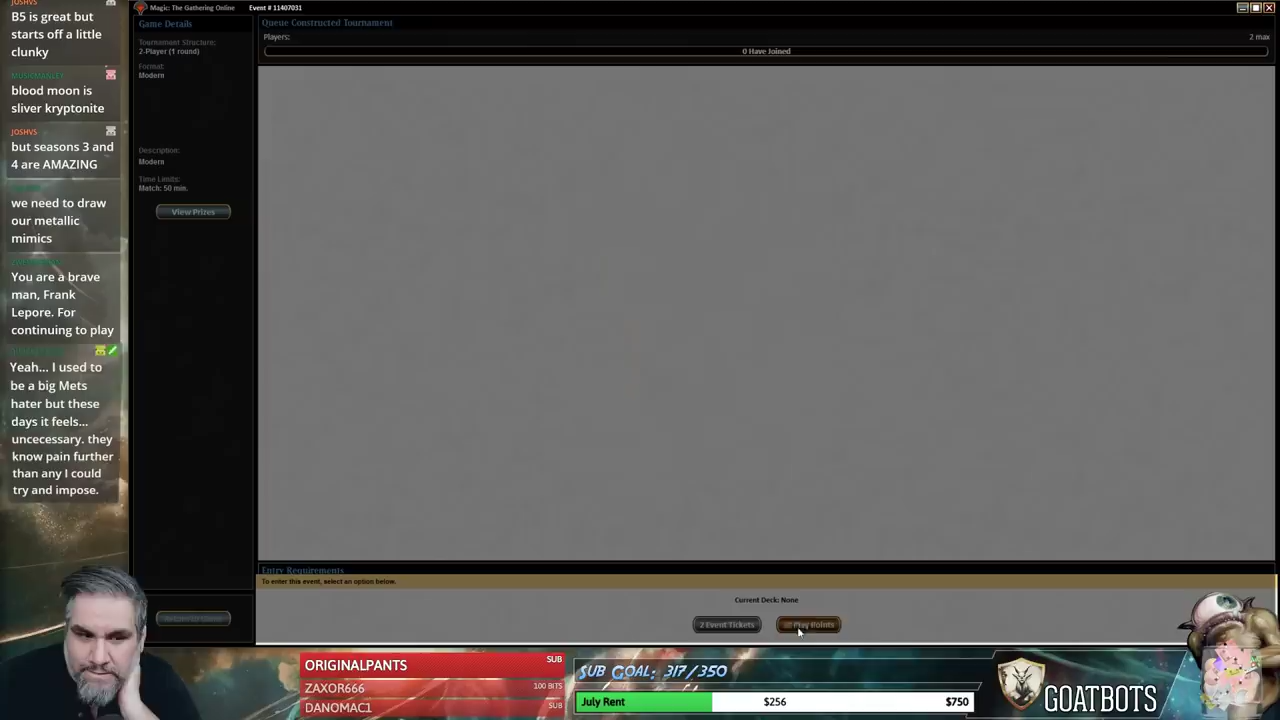 JOSHVS
B5 is great but
starts off a little
clunky
blood moon is
sliver kryptonite
JOSHVS
but seasons 3 and
4 are AMAZING
we need to draw
our metallic
mimics
You are a brave
man, Frank
Lepore. For
continuing to play
Yeah... I used to
be a big Mets
hater but these
days it feels...
uncecessary. they
know pain further
than any I could
try and impose.
Magic: The Gathering Online Event # 11407031
Game Details
Tournament Structure:
2-Player (1 round)
Format:
Modern
Description:
Modern
Time Limits:
Match: 50 min.
View Prizes
Queue Constructed Tournament
Players:
2 max
0 Have Joined
Entry Requirements
To enter this event, select an option below.
Current Deck: None
2 Event Tickets
Play Points
ORIGINALPANTS SUB
ZAXOR666 100 BITS
DANOMAC1 SUB
SUB GOAL: 317/350
July Rent $256 $750
GOATBOTS